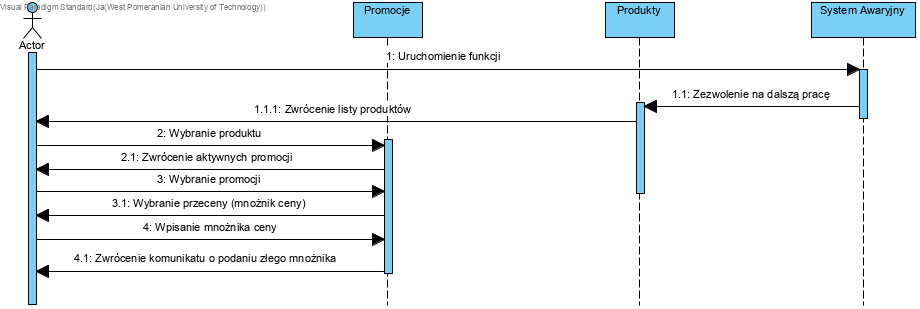 Visual Paradigm Standard(Ja(West Pomeranian University of Technology))
Promocje
Produkty
System Awaryjny
Actor
1: Uruchomienie funkcji
1.1: Zezwolenie na dalszą pracę
1.1.1: Zwrócenie listy produktów
2: Wybranie produktu
2.1: Zwrócenie aktywnych promocji
3: Wybranie promocji
3.1: Wybranie przeceny (mnożnik ceny)
4: Wpisanie mnożnika ceny
4.1: Zwrócenie komunikatu o podaniu złego mnożnika